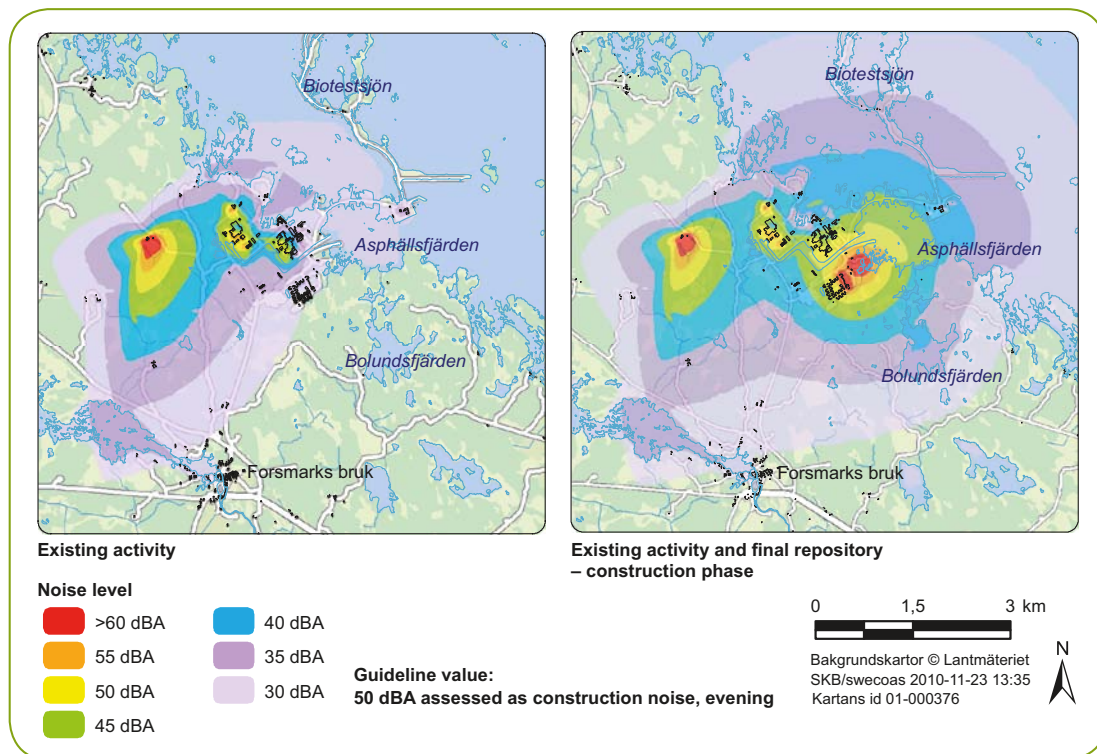 Biotestsjön
Asphällsfjärden
Bolundsfjärden
Forsmarks bruk
Biotestsjön
Asphällsfjärden
Bolundsfjärden
Forsmarks bruk
Existing activity
Existing activity and final repository
– construction phase
Noise level
>60 dBA
55 dBA
50 dBA
45 dBA
40 dBA
35 dBA
30 dBA
Guideline value:
50 dBA assessed as construction noise, evening
0 1,5 3 km
Bakgrundskartor © Lantmäteriet
SKB/swecoas 2010-11-23 13:35
Kartans id 01-000376
N